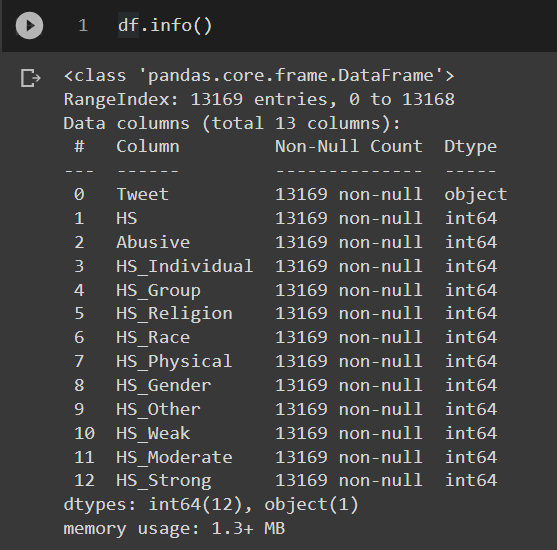 1 df.info()
<class 'pandas.core.frame.DataFrame'>
RangeIndex: 13169 entries, 0 to 13168
Data columns (total 13 columns):
 #   Column         Non-Null Count  Dtype
---  ------         --------------  -----
 0   Tweet          13169 non-null  object
 1   HS             13169 non-null  int64
 2   Abusive        13169 non-null  int64
 3   HS_Individual  13169 non-null  int64
 4   HS_Group       13169 non-null  int64
 5   HS_Religion    13169 non-null  int64
 6   HS_Race        13169 non-null  int64
 7   HS_Physical    13169 non-null  int64
 8   HS_Gender      13169 non-null  int64
 9   HS_Other       13169 non-null  int64
 10  HS_Weak        13169 non-null  int64
 11  HS_Moderate    13169 non-null  int64
 12  HS_Strong      13169 non-null  int64
dtypes: int64(12), object(1)
memory usage: 1.3+ MB